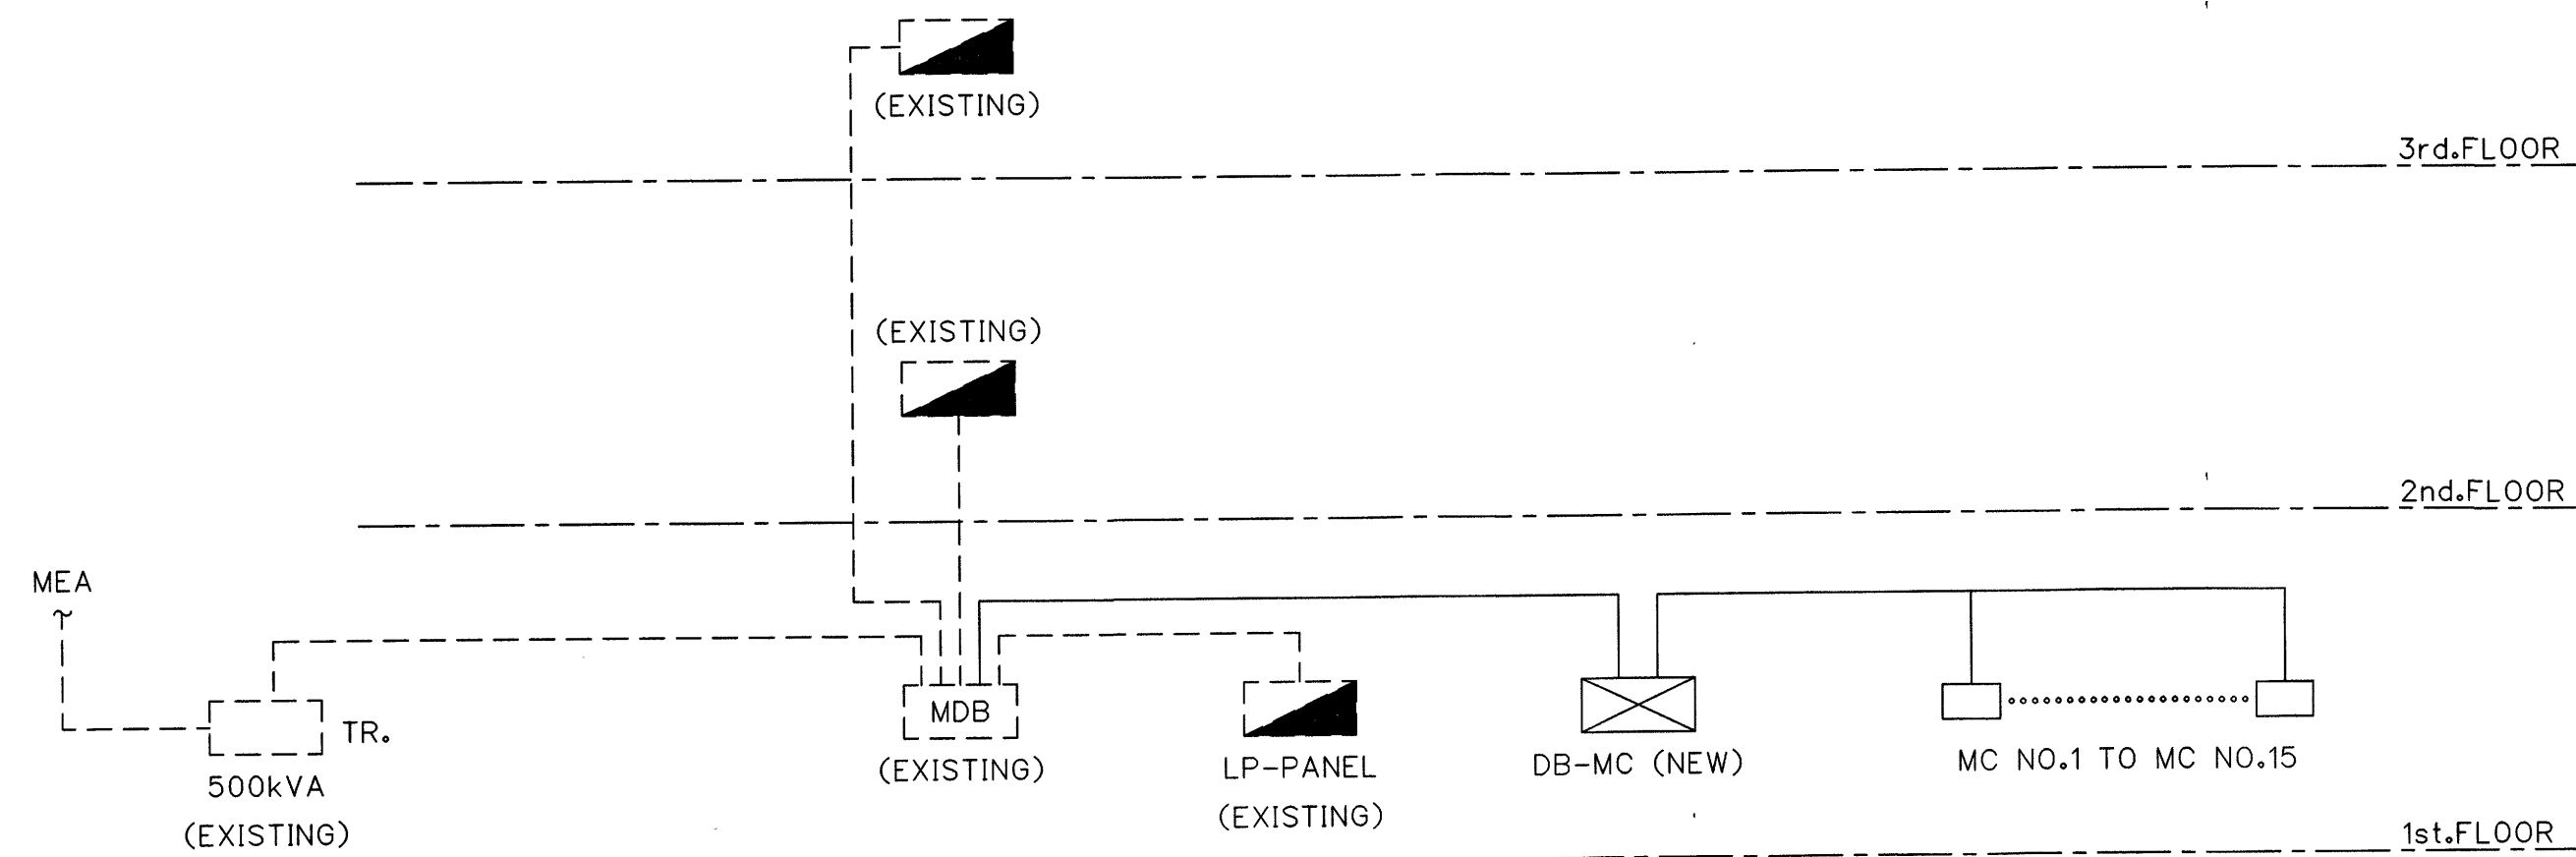 (EXISTING)
3rd.FLOOR
(EXISTING)
2nd.FLOOR
MEA
TR.
500kVA
(EXISTING)
MDB
(EXISTING)
LP-PANEL
(EXISTING)
DB-MC (NEW)
MC NO.1 TO MC NO.15
1st.FLOOR